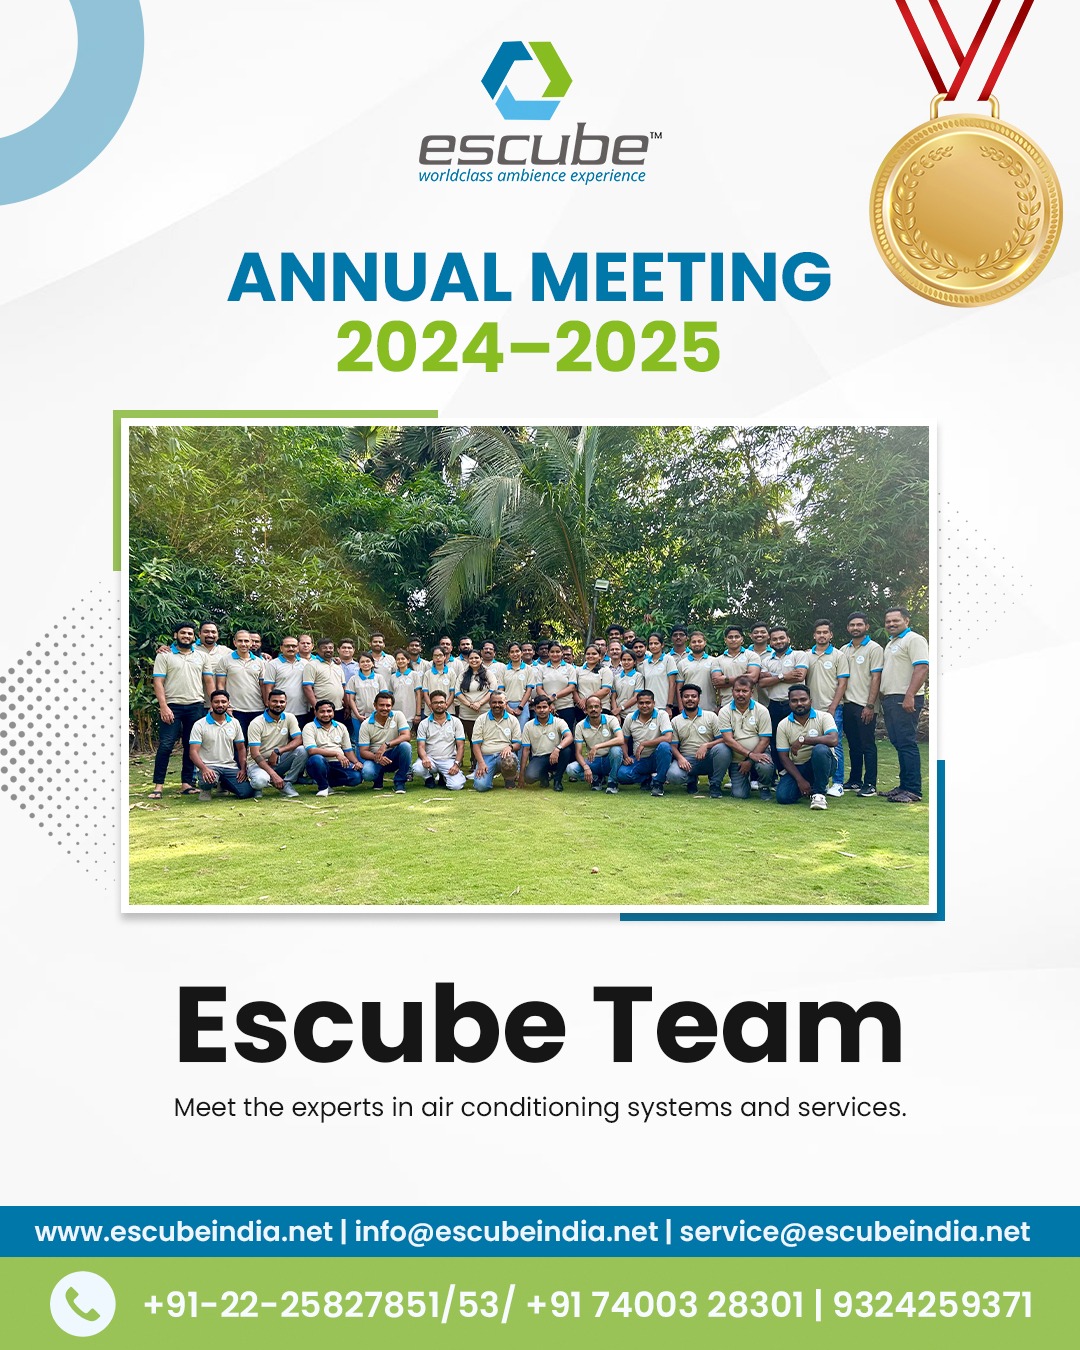 escube™
worldclass ambience experience
ANNUAL MEETING
2024–2025
Escube Team
Meet the experts in air conditioning systems and services.
www.escubeindia.net | info@escubeindia.net | service@escubeindia.net
+91-22-25827851/53/ +91 74003 28301 | 9324259371